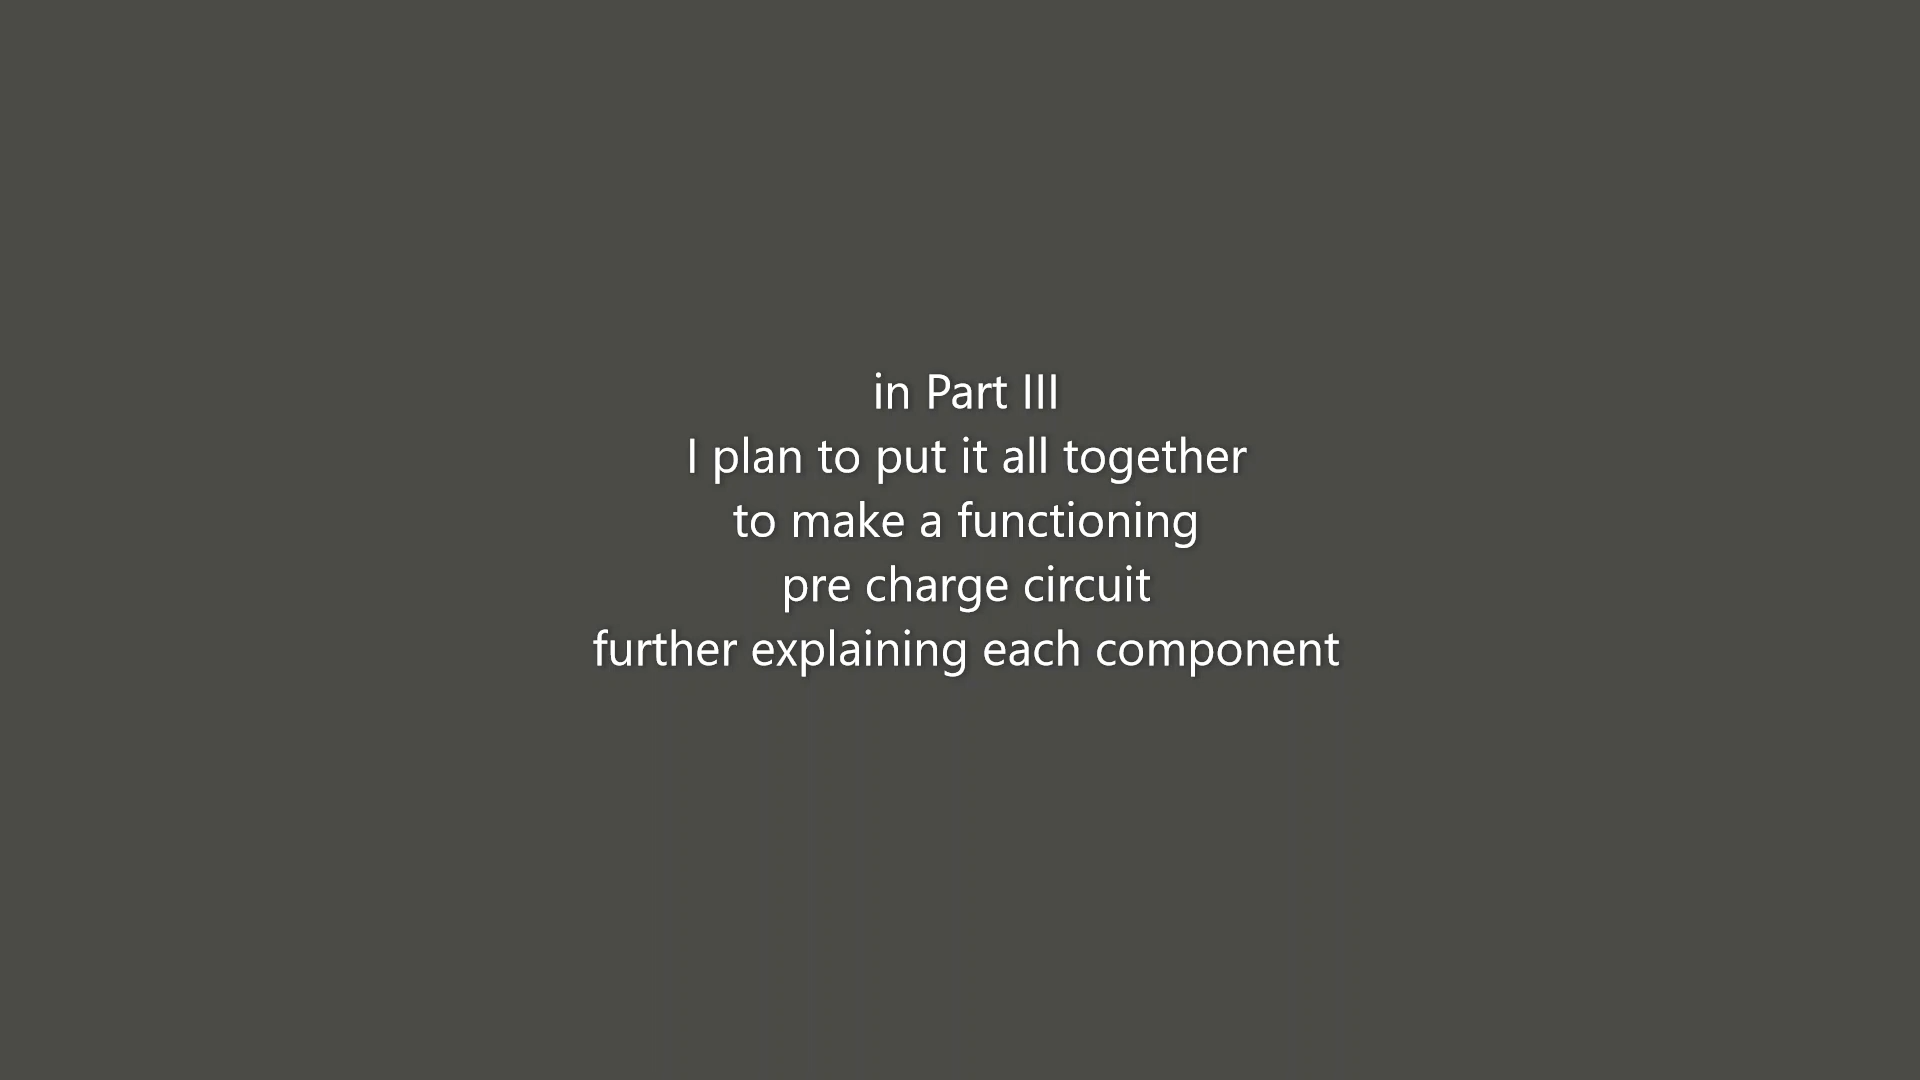 in Part III
I plan to put it all together
to make a functioning
pre charge circuit
further explaining each component